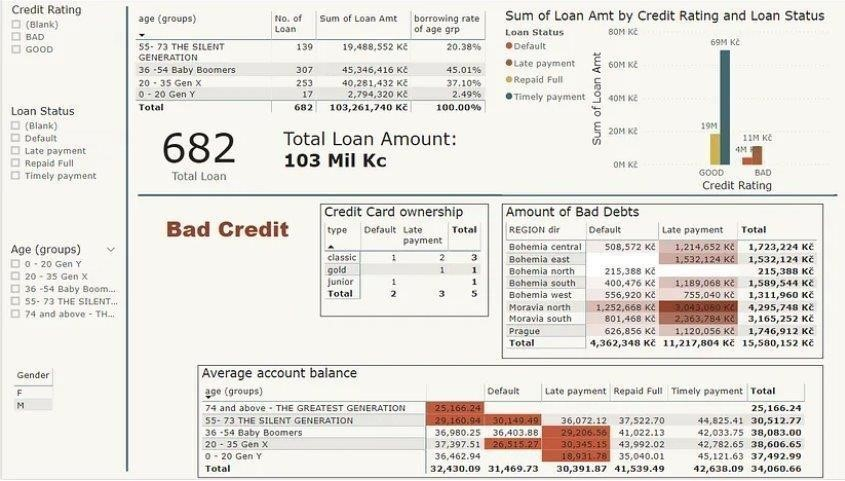 Credit Rating
(Blank)
BAD
GOOD
Loan Status
(Blank)
Default
Late payment
Repaid Full
Timely payment
Age (groups)
0 - 20 Gen Y
20 - 35 Gen X
36 -54 Baby Boom...
55- 73 THE SILENT...
74 and above - TH...
Gender
F
M
age (groups) No. of Loan Sum of Loan Amt borrowing rate of age grp
55- 73 THE SILENT GENERATION 139 19,488,552 Kč 20.38%
36 -54 Baby Boomers 307 45,346,416 Kč 45.01%
20 - 35 Gen X 253 40,281,432 Kč 37.10%
0 - 20 Gen Y 17 2,794,320 Kč 2.49%
Total 682 103,261,740 Kč 100.00%
682
Total Loan
Total Loan Amount:
103 Mil Kc
Sum of Loan Amt by Credit Rating and Loan Status
Loan Status
Default
Late payment
Repaid Full
Timely payment
Sum of Loan Amt
80M Kč
60M Kč
40M Kč
20M Kč
0M Kč
69M Kč
19M
11M Kč
4M
GOOD BAD
Credit Rating
Bad Credit
Credit Card ownership
type Default Late payment Total
classic 1 2 3
gold 1 1
junior 1 1
Total 2 3 5
Amount of Bad Debts
REGION dir Default Late payment Total
Bohemia central 508,572 Kč 1,214,652 Kč 1,723,224 Kč
Bohemia east 1,532,124 Kč 1,532,124 Kč
Bohemia north 215,388 Kč 215,388 Kč
Bohemia south 400,476 Kč 1,189,068 Kč 1,589,544 Kč
Bohemia west 556,920 Kč 755,040 Kč 1,311,960 Kč
Moravia north 1,252,668 Kč 3,043,080 Kč 4,295,748 Kč
Moravia south 801,468 Kč 2,363,784 Kč 3,165,252 Kč
Prague 626,856 Kč 1,120,056 Kč 1,746,912 Kč
Total 4,362,348 Kč 11,217,804 Kč 15,580,152 Kč
Average account balance
age (groups) Default Late payment Repaid Full Timely payment Total
74 and above - THE GREATEST GENERATION 25,166.24 25,166.24
55- 73 THE SILENT GENERATION 29,160.94 30,149.49 36,072.12 37,522.70 44,825.41 30,512.77
36 -54 Baby Boomers 36,980.25 36,403.88 29,206.56 41,022.13 42,033.75 38,083.00
20 - 35 Gen X 37,397.51 26,515.27 30,345.15 43,992.02 42,782.65 38,606.65
0 - 20 Gen Y 36,462.94 18,931.78 35,040.01 45,121.63 37,492.99
Total 32,430.09 31,469.73 30,391.87 41,539.49 42,638.09 34,060.66